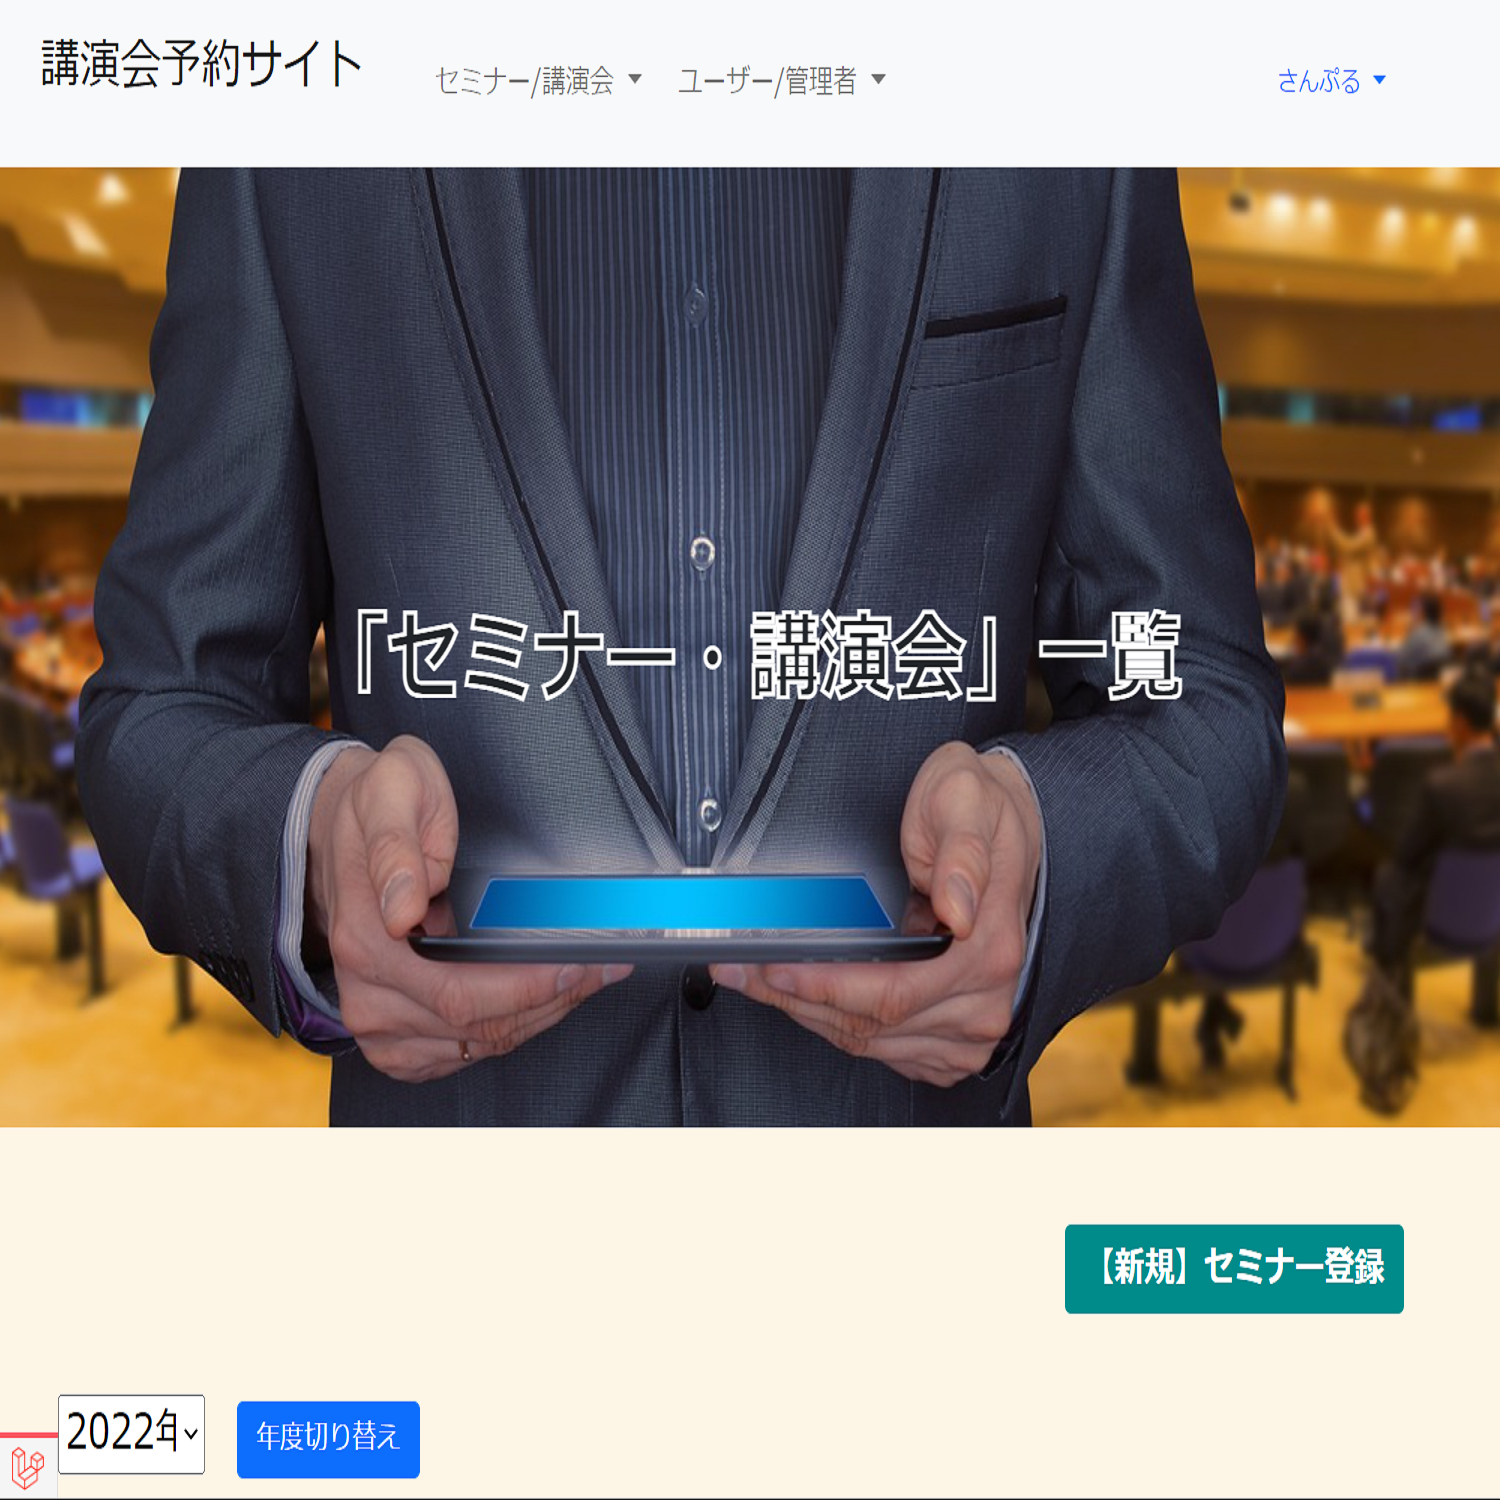 講演会予約サイト
セミナー/講演会
ユーザー/管理者
さんぷる
「セミナー・講演会」一覧
【新規】セミナー登録
2022年
年度切り替え